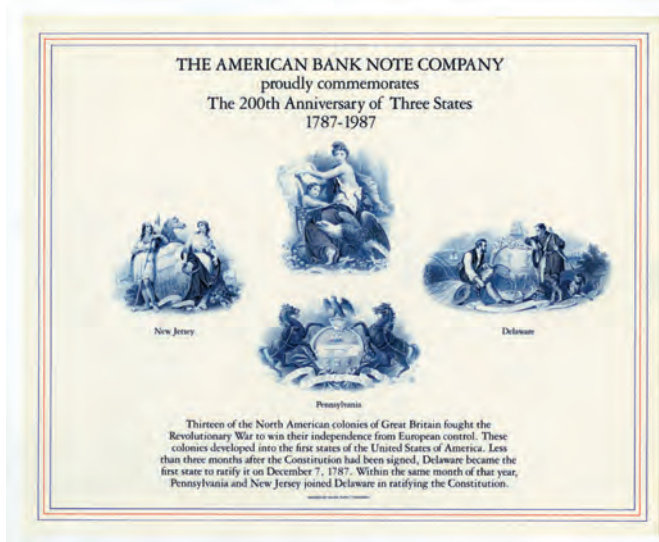 THE AMERICAN BANK NOTE COMPANY
proudly commemorates
The 200th Anniversary of Three States
1787-1987
New Jersey
Delaware
Pennsylvania
Thirteen of the North American colonies of Great Britain fought the
Revolutionary War to win their independence from European control. These
colonies developed into the first states of the United States of America. Less
than three months after the Constitution had been signed, Delaware became the
first state to ratify it on December 7, 1787. Within the same month of that year,
Pennsylvania and New Jersey joined Delaware in ratifying the Constitution.